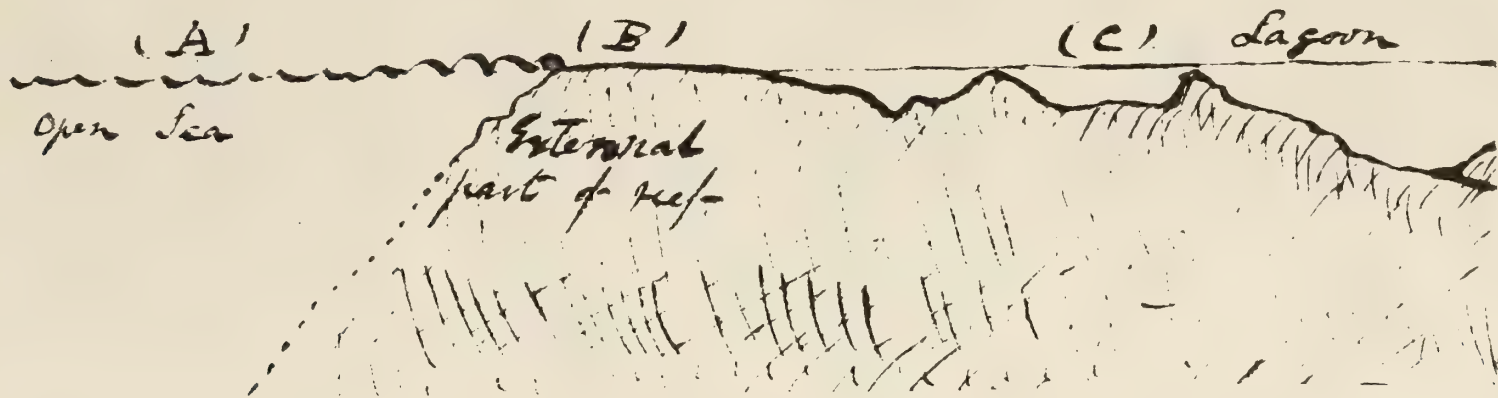 (A)
(B)
(C) Lagoon
Open Sea
External
part of reef